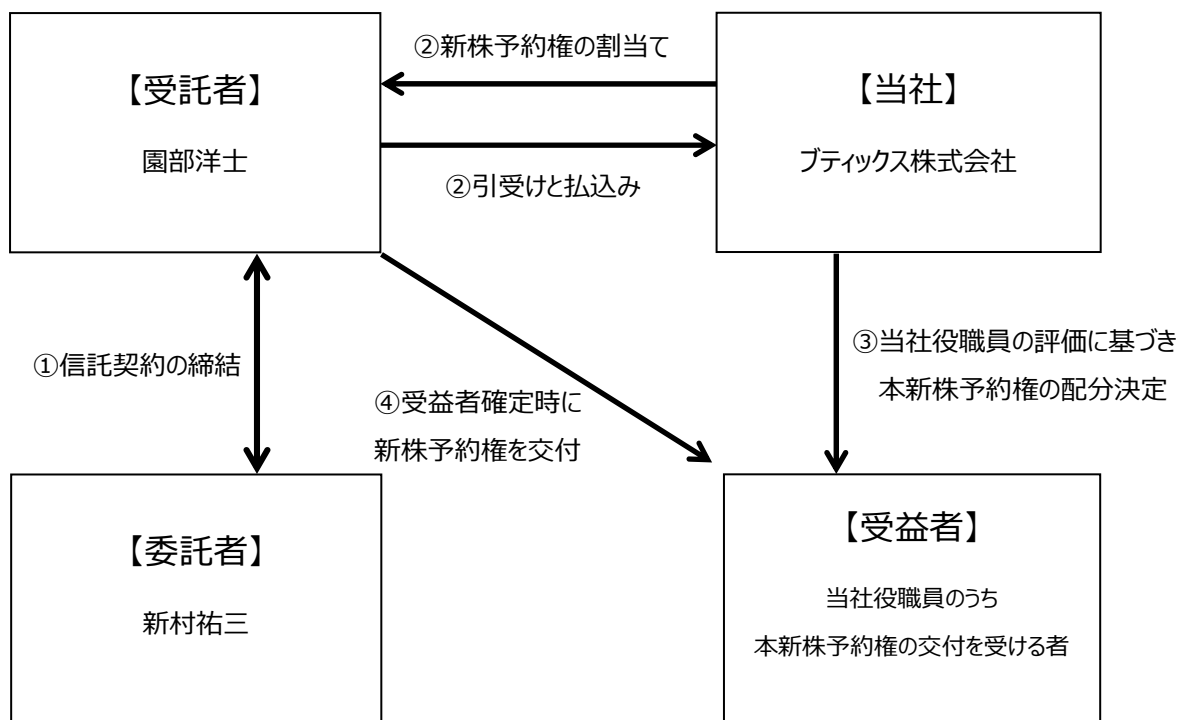 ②新株予約権の割当て
【受託者】
園部洋士
【当社】
ブティックス株式会社
②引受けと払込み
①信託契約の締結
③当社役職員の評価に基づき
本新株予約権の配分決定
④受益者確定時に
新株予約権を交付
【委託者】
新村祐三
【受益者】
当社役職員のうち
本新株予約権の交付を受ける者